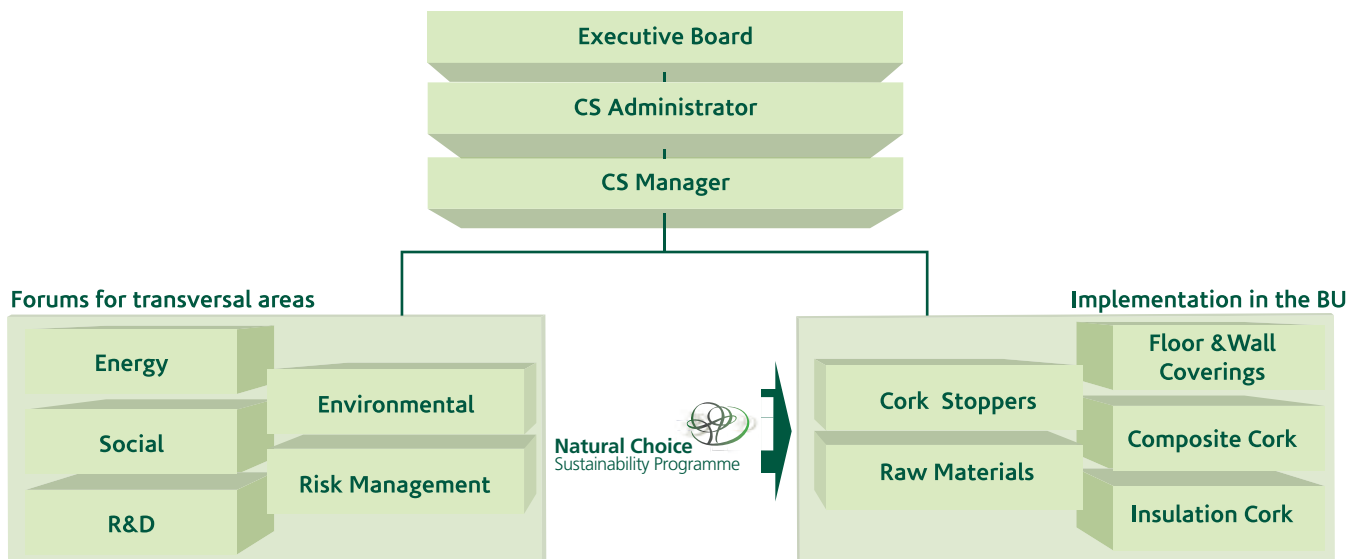 Executive Board
CS Administrator
CS Manager
Forums for transversal areas
Energy
Social
R&D
Environmental
Risk Management
Natural Choice
Sustainability Programme
Implementation in the BU
Cork Stoppers
Raw Materials
Floor &Wall
Coverings
Composite Cork
Insulation Cork